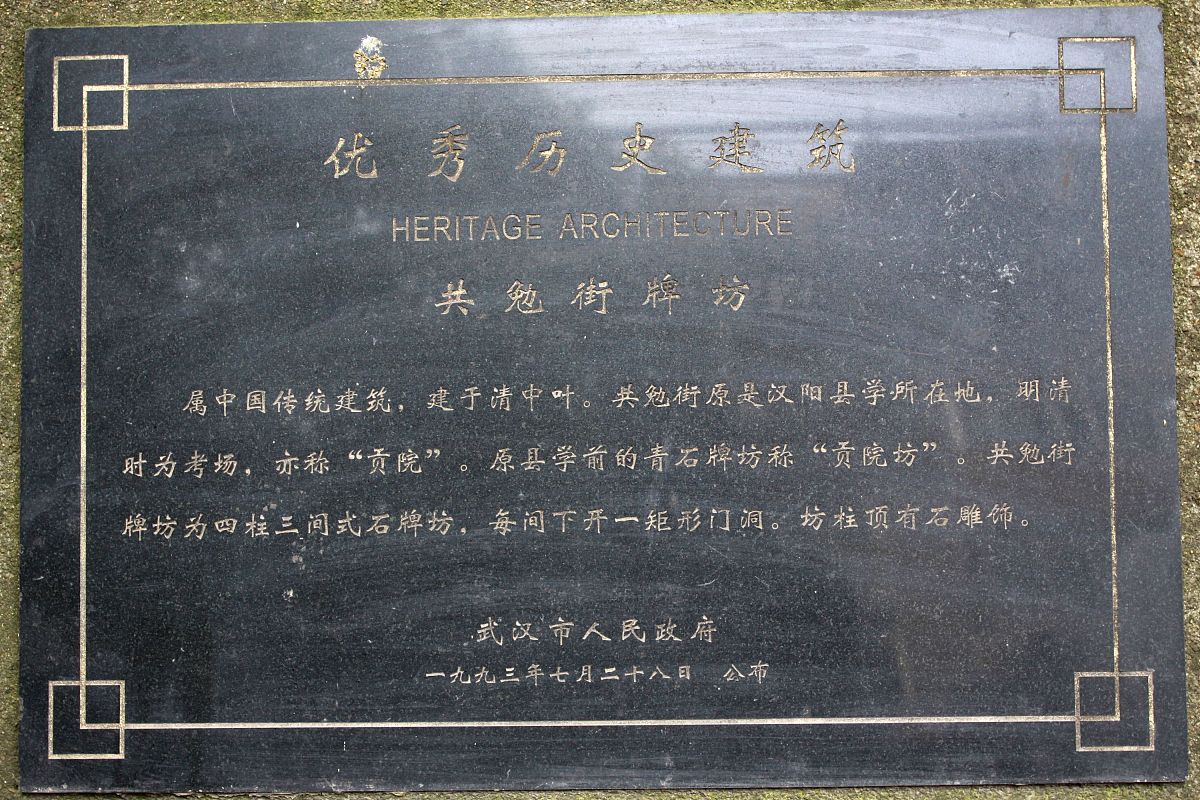 优秀历史建筑
HERITAGE ARCHITECTURE
共勉街牌坊
属中国传统建筑，建于清中叶。共勉街原是汉阳县学所在地，明清
时为考场，亦称“贡院”。原县学前的青石牌坊称“贡院坊”。共勉街
牌坊为四柱三间式石牌坊，每间下开一矩形门洞。坊柱顶有石雕饰。
武汉市人民政府
一九九三年七月二十八日 公布